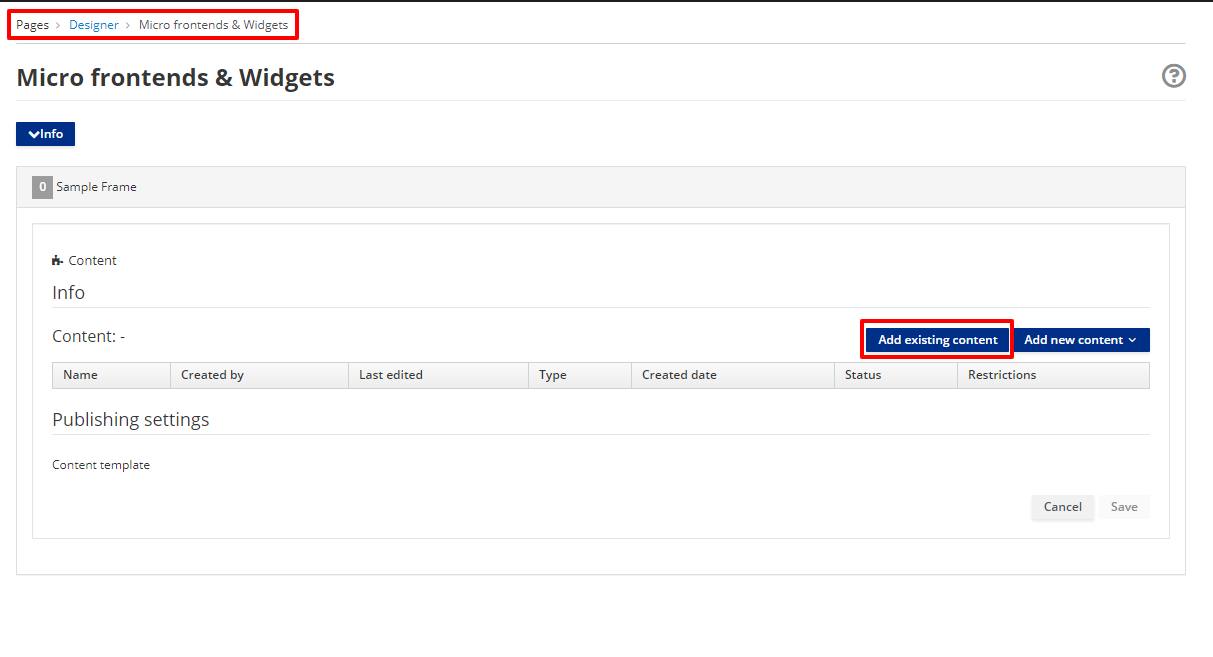 Pages > Designer > Micro frontends & Widgets
Micro frontends & Widgets
?
Info
0 Sample Frame
Content
Info
Content: - Add existing content Add new content
Name Created by Last edited Type Created date Status Restrictions
Publishing settings
Content template
Cancel Save